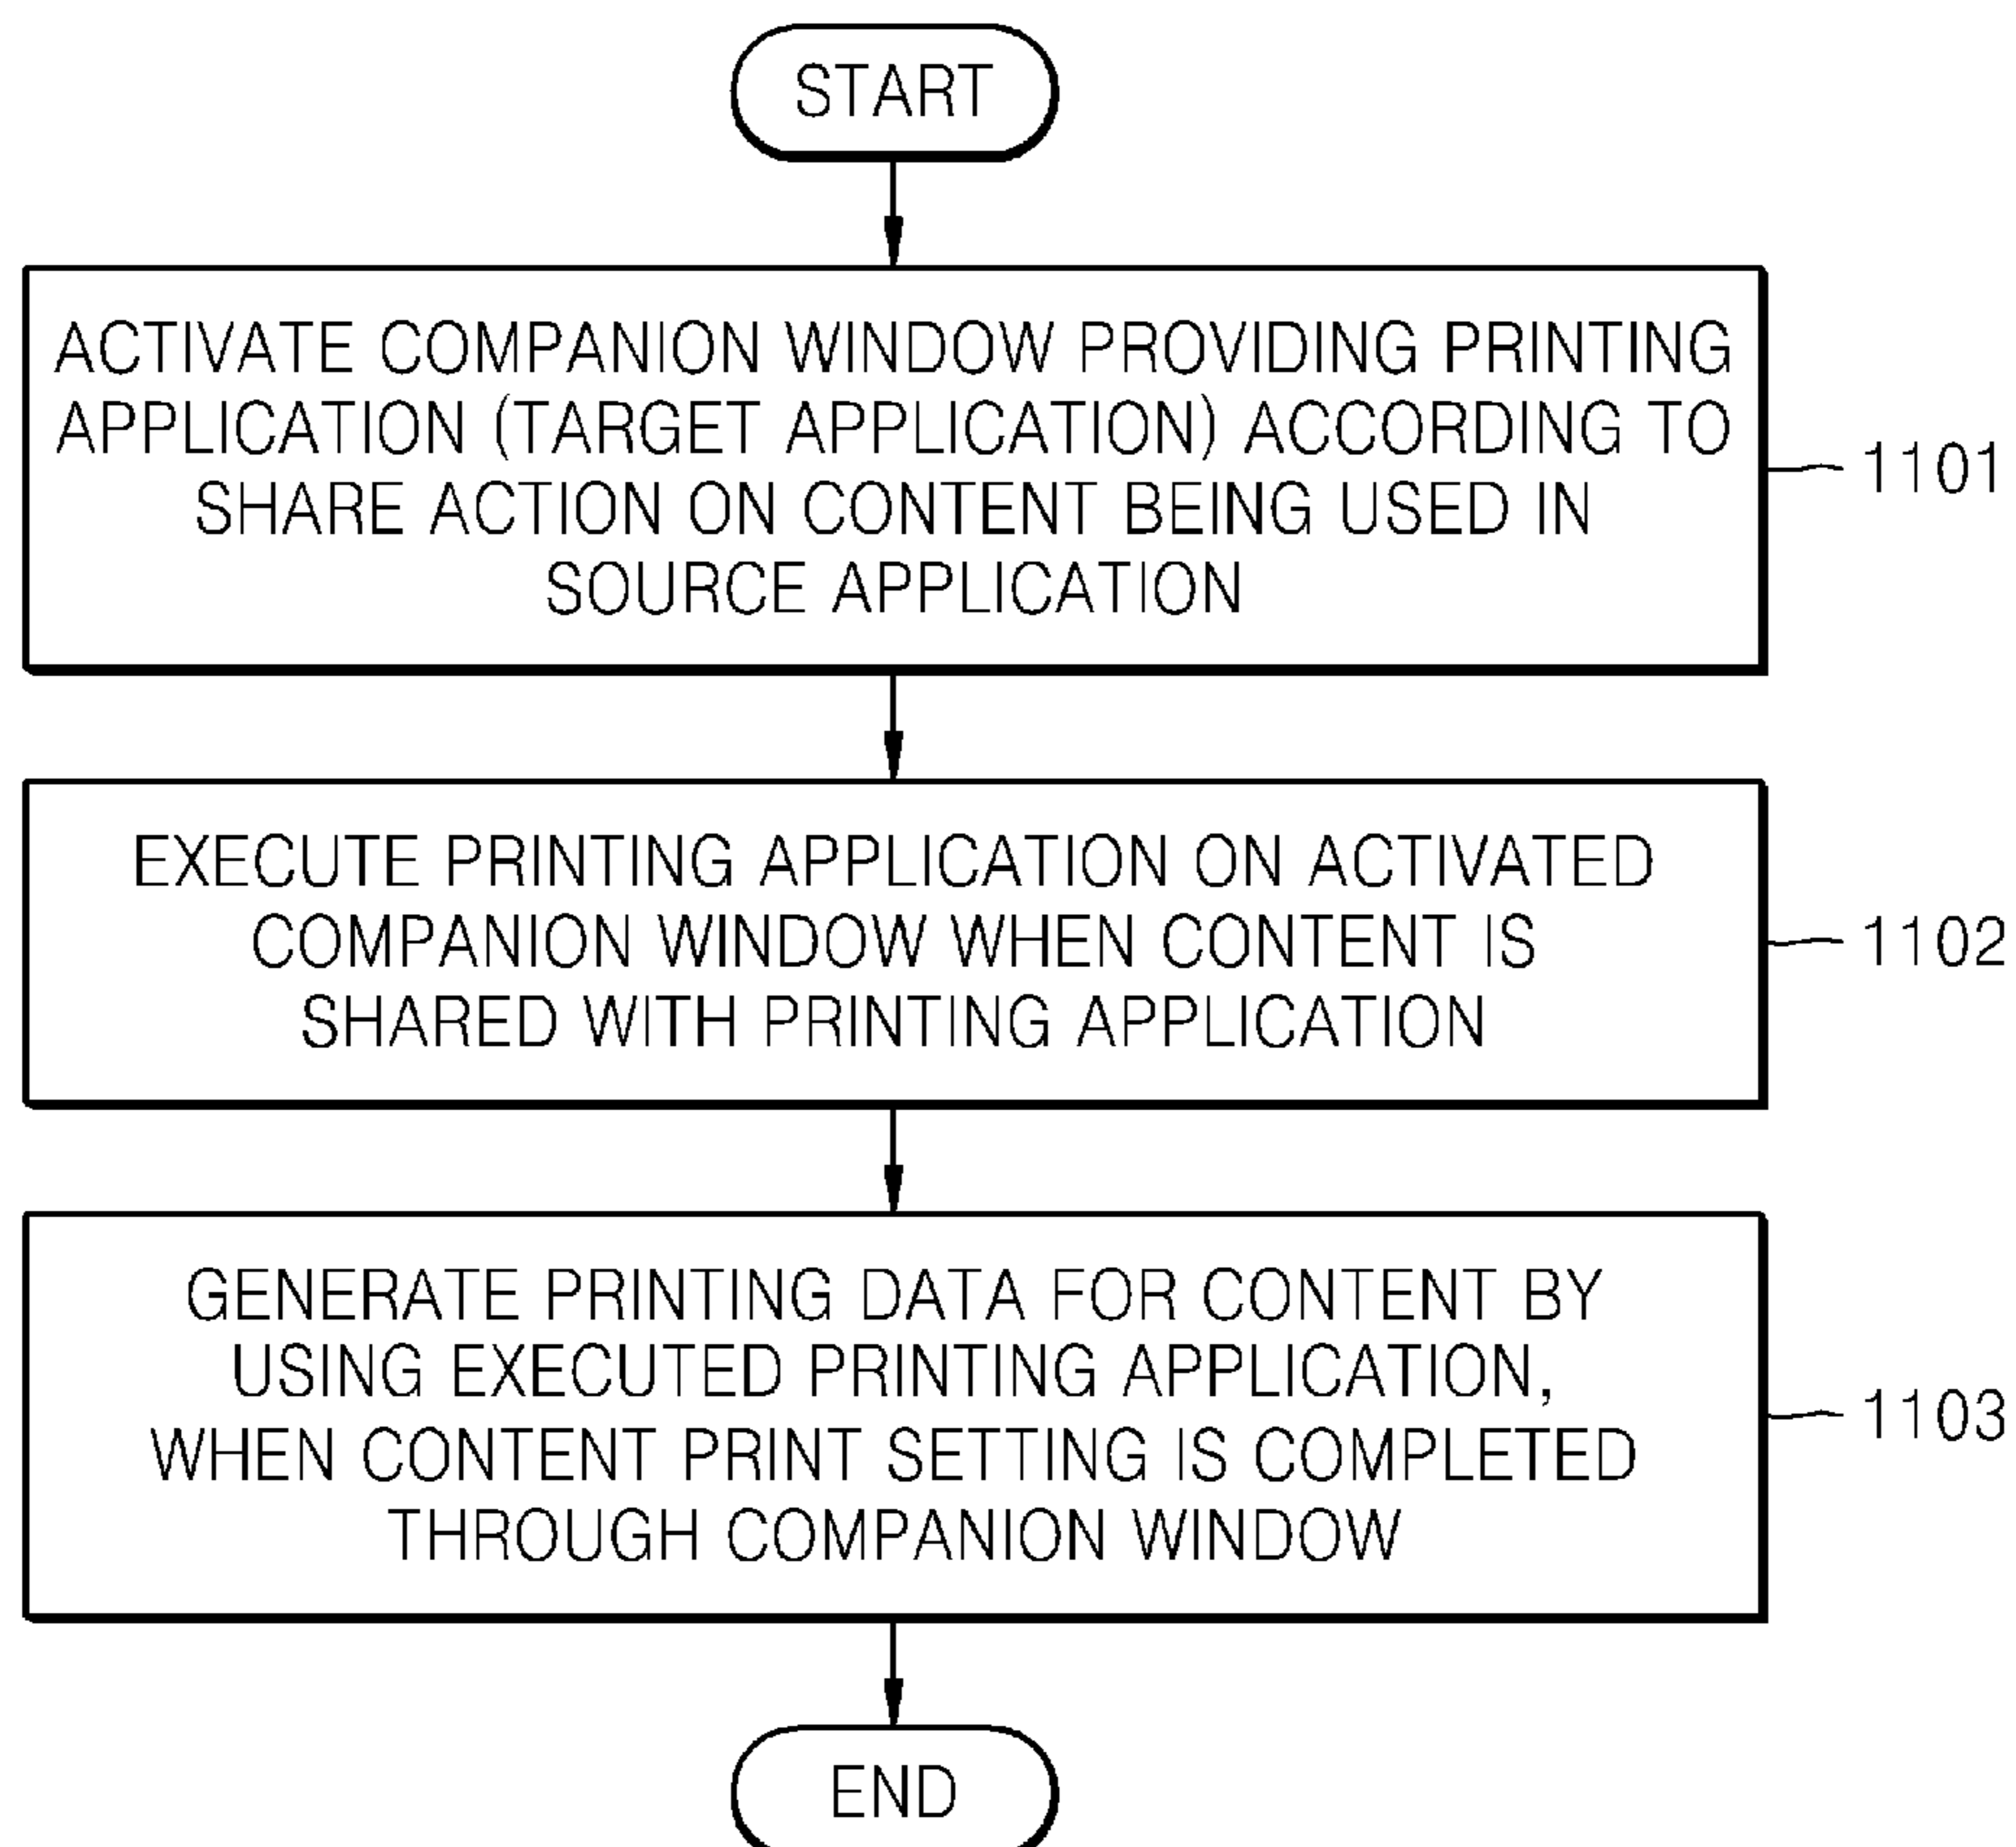 START
ACTIVATE COMPANION WINDOW PROVIDING PRINTING
APPLICATION (TARGET APPLICATION) ACCORDING TO
SHARE ACTION ON CONTENT BEING USED IN
SOURCE APPLICATION
1101
EXECUTE PRINTING APPLICATION ON ACTIVATED
COMPANION WINDOW WHEN CONTENT IS
SHARED WITH PRINTING APPLICATION
1102
GENERATE PRINTING DATA FOR CONTENT BY
USING EXECUTED PRINTING APPLICATION,
WHEN CONTENT PRINT SETTING IS COMPLETED
THROUGH COMPANION WINDOW
1103
END